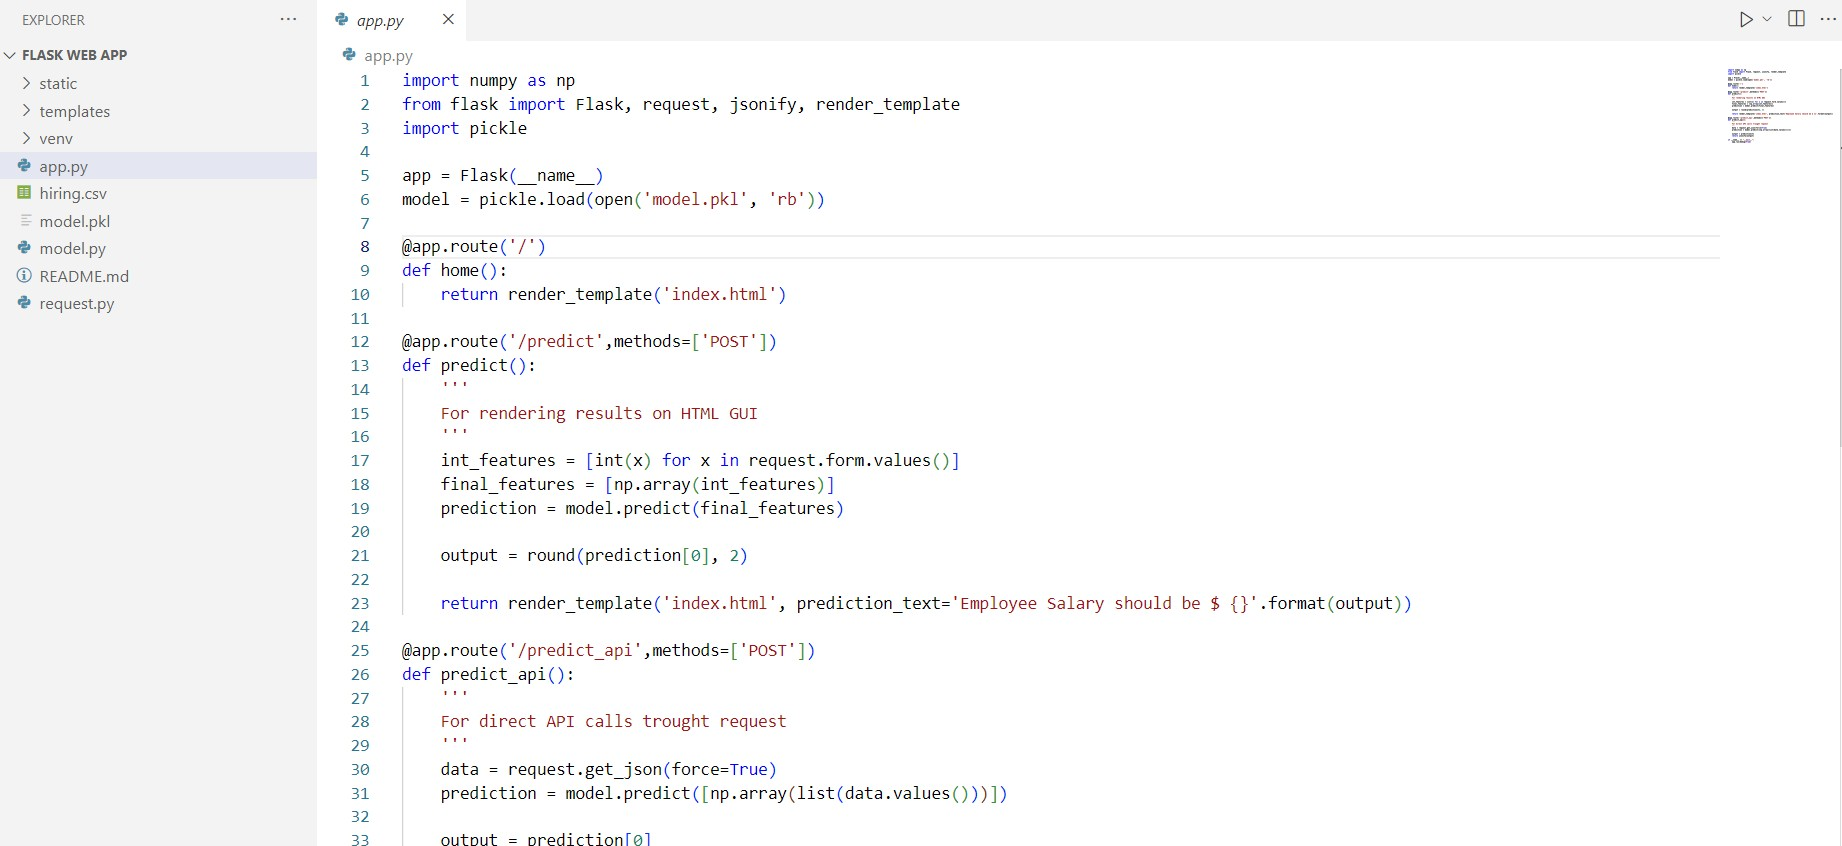 EXPLORER
FLASK WEB APP
static
templates
venv
app.py
hiring.csv
model.pkl
model.py
README.md
request.py
app.py
app.py
1 import numpy as np
2 from flask import Flask, request, jsonify, render_template
3 import pickle
4
5 app = Flask(__name__)
6 model = pickle.load(open('model.pkl', 'rb'))
7
8 @app.route('/')
9 def home():
10     return render_template('index.html')
11
12 @app.route('/predict',methods=['POST'])
13 def predict():
14     '''
15     For rendering results on HTML GUI
16     '''
17     int_features = [int(x) for x in request.form.values()]
18     final_features = [np.array(int_features)]
19     prediction = model.predict(final_features)
20
21     output = round(prediction[0], 2)
22
23     return render_template('index.html', prediction_text='Employee Salary should be $ {}'.format(output))
24
25 @app.route('/predict_api',methods=['POST'])
26 def predict_api():
27     '''
28     For direct API calls trought request
29     '''
30     data = request.get_json(force=True)
31     prediction = model.predict([np.array(list(data.values()))])
32
33     output = prediction[0]